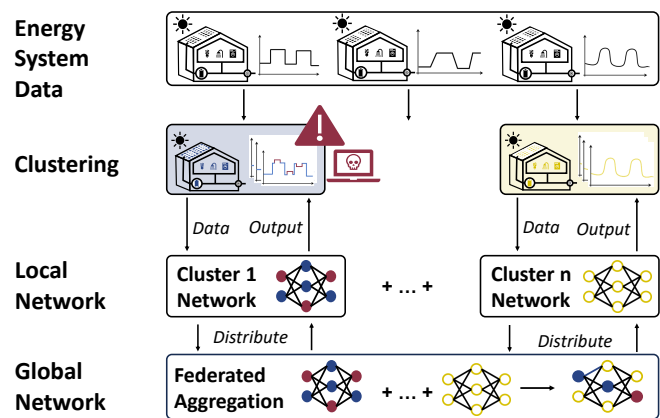 Energy
System
Data
Clustering
Data
Output
Data
Output
Local
Network
Cluster 1
Network
+ ... +
Cluster n
Network
Distribute
Distribute
Global
Network
Federated
Aggregation
+ ... +